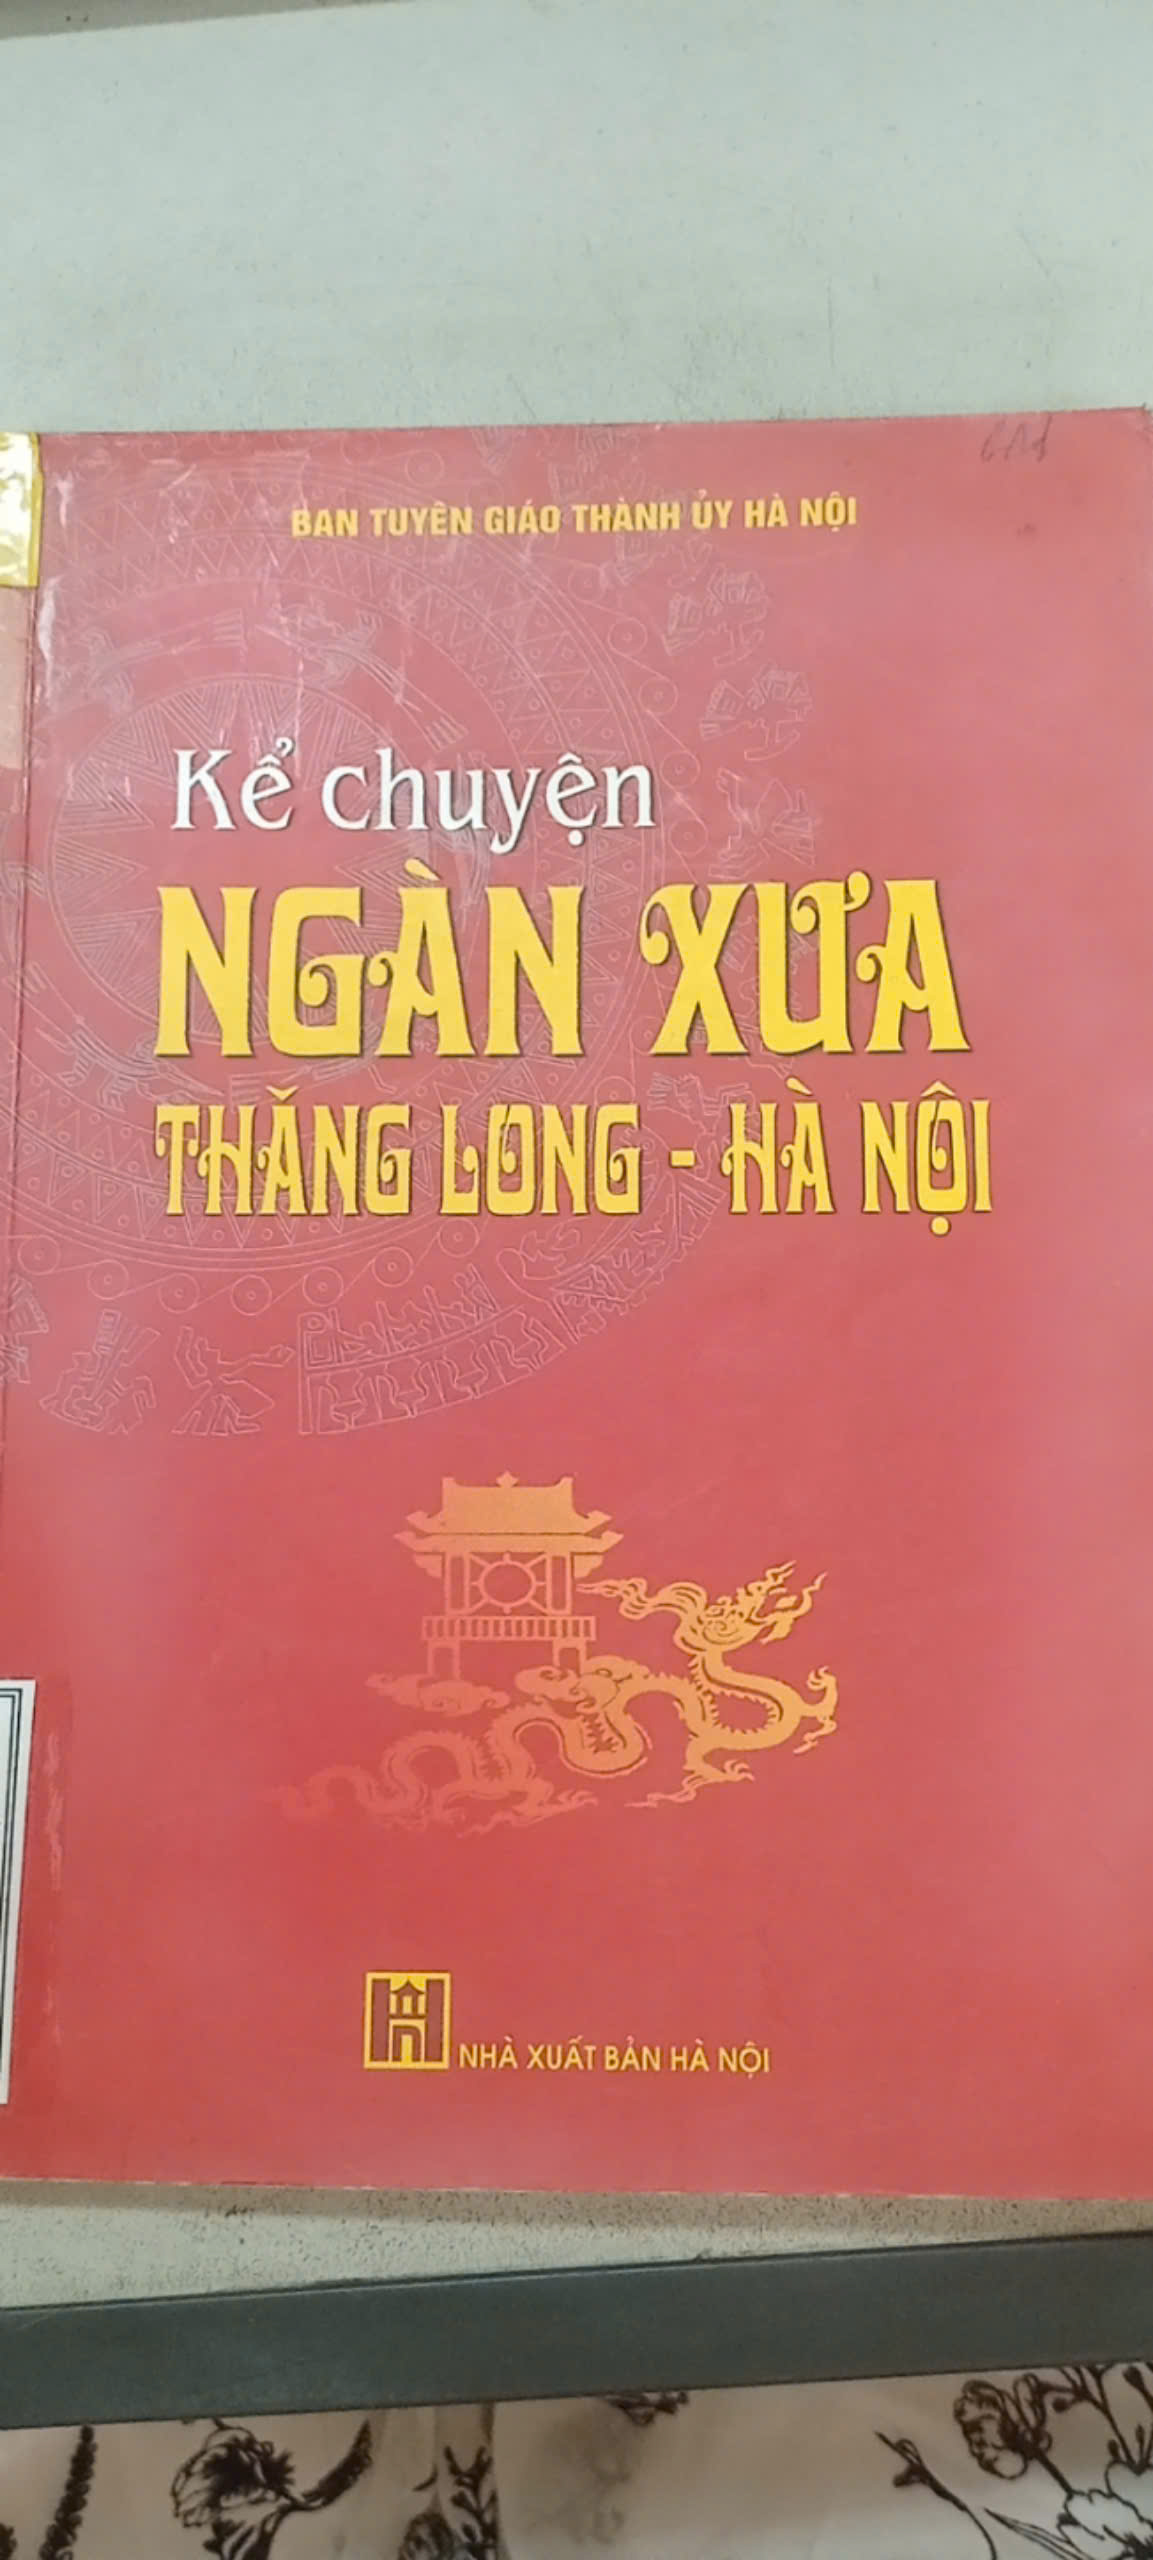 BAN TUYÊN GIÁO THÀNH ỦY HÀ NỘI
Kể chuyện
NGÀN XƯA
THĂNG LONG - HÀ NỘI
NHÀ XUẤT BẢN HÀ NỘI